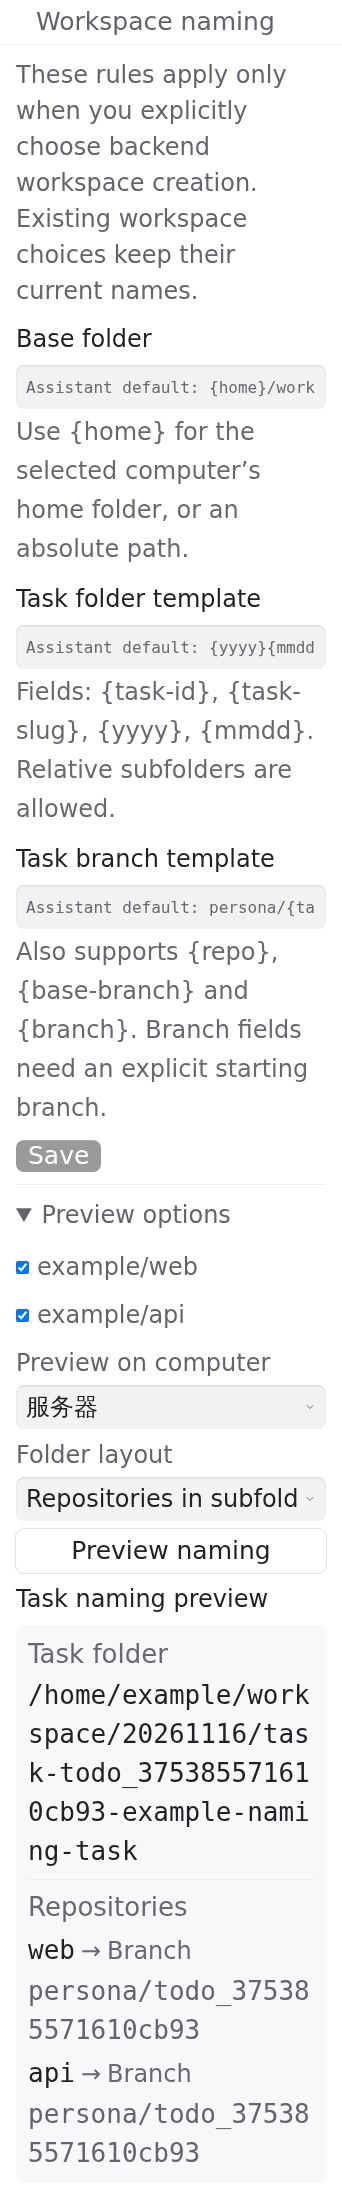 Workspace naming
These rules apply only
when you explicitly
choose backend
workspace creation.
Existing workspace
choices keep their
current names.
Base folder
Assistant default: {home}/work
Use {home} for the
selected computer’s
home folder, or an
absolute path.
Task folder template
Assistant default: {yyyy}{mmdd
Fields: {task-id}, {task-
slug}, {yyyy}, {mmdd}.
Relative subfolders are
allowed.
Task branch template
Assistant default: persona/{ta
Also supports {repo},
{base-branch} and
{branch}. Branch fields
need an explicit starting
branch.
Save
▼ Preview options
example/web
example/api
Preview on computer
服务器
Folder layout
Repositories in subfold
Preview naming
Task naming preview
Task folder
/home/example/work
space/20261116/tas
k-todo_37538557161
0cb93-example-nami
ng-task
Repositories
web → Branch
persona/todo_37538
5571610cb93
api → Branch
persona/todo_37538
5571610cb93